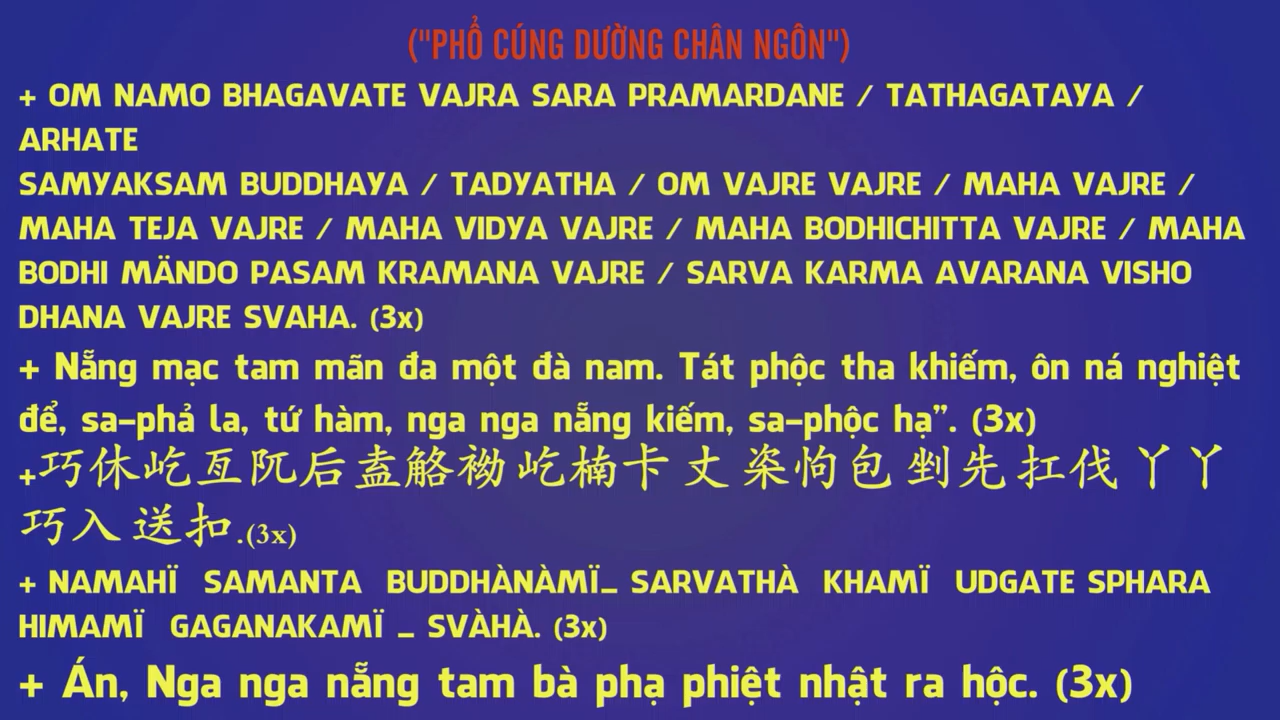 ("PHỔ CÚNG DƯỜNG CHÂN NGÔN")
+ OM NAMO BHAGAVATE VAJRA SARA PRAMARDANE / TATHAGATAYA /
ARHATE
SAMYAKSAM BUDDHAYA / TADYATHA / OM VAJRE VAJRE / MAHA VAJRE /
MAHA TEJA VAJRE / MAHA VIDYA VAJRE / MAHA BODHICHITTA VAJRE / MAHA
BODHI MÄNDO PASAM KRAMANA VAJRE / SARVA KARMA AVARANA VISHO
DHANA VAJRE SVAHA. (3x)
+ Nẵng mạc tam mãn đa một đà nam. Tát phộc tha khiếm, ôn ná nghiệt
để, sa-phả la, tứ hàm, nga nga nẵng kiếm, sa-phộc hạ”. (3x)
+巧休屹亙阢后盍觡袎屹楠卡丈栥怐包剉先扛伐丫丫
巧入送扣.(3x)
+ NAMAHÏ SAMANTA BUDDHÀNÀMÏ_ SARVATHÀ KHAMÏ UDGATE SPHARA
HIMAMÏ GAGANAKAMÏ _ SVÀHÀ. (3x)
+ Án, Nga nga nẵng tam bà phạ phiệt nhật ra hộc. (3x)